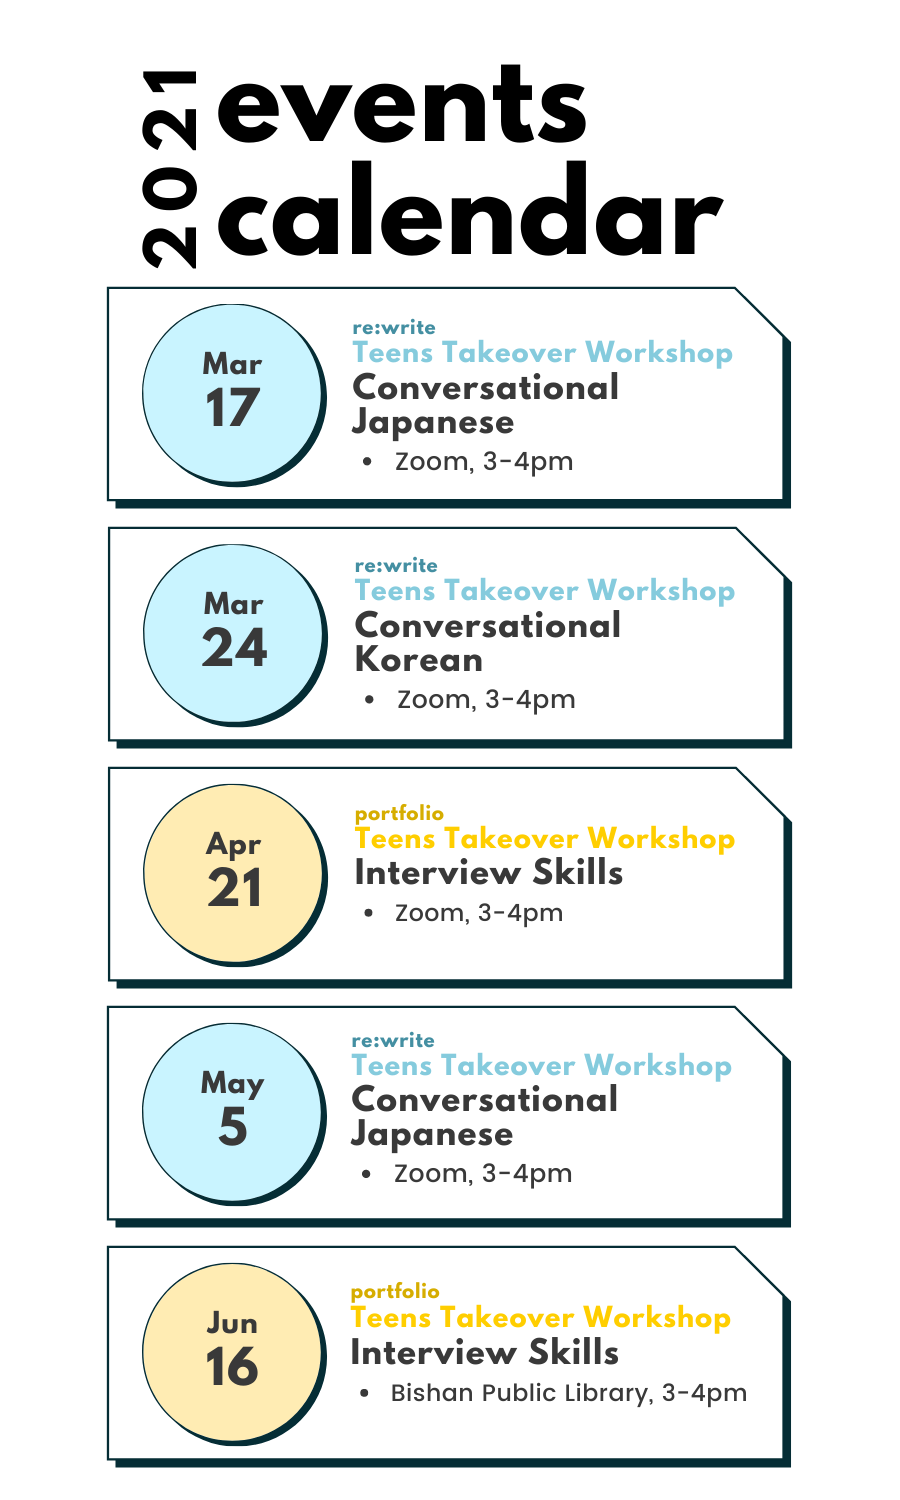 2021
events
calendar
Mar
17
re:write
Teens Takeover Workshop
Conversational
Japanese
• Zoom, 3-4pm
Mar
24
re:write
Teens Takeover Workshop
Conversational
Korean
• Zoom, 3-4pm
Apr
21
portfolio
Teens Takeover Workshop
Interview Skills
• Zoom, 3-4pm
May
5
re:write
Teens Takeover Workshop
Conversational
Japanese
• Zoom, 3-4pm
Jun
16
portfolio
Teens Takeover Workshop
Interview Skills
• Bishan Public Library, 3-4pm